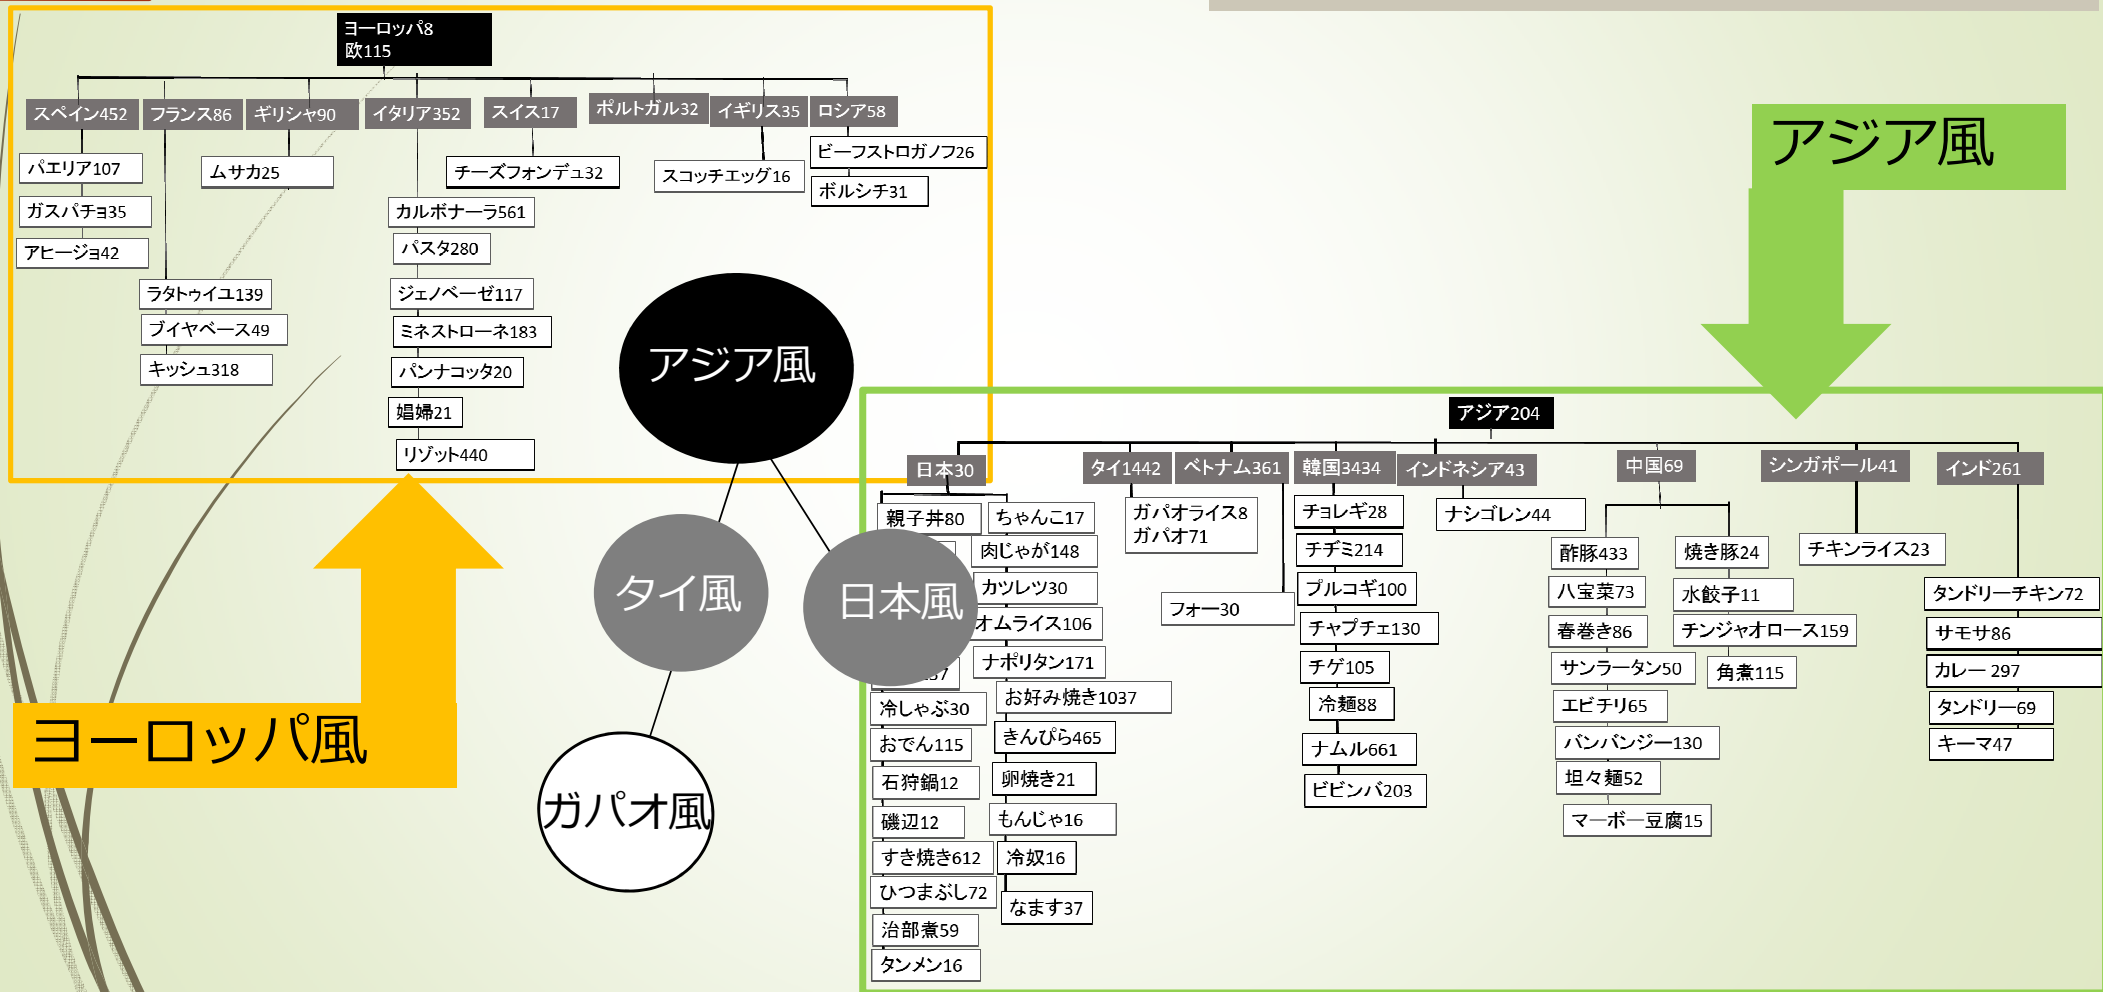 ヨーロッパ8
欧115
スペイン452
フランス86
ギリシャ90
イタリア352
スイス17
ポルトガル32
イギリス35
ロシア58
パエリア107
ガスパチョ35
アヒージョ42
ラタトゥイユ139
ブイヤベース49
キッシュ318
ムサカ25
カルボナーラ561
パスタ280
ジェノベーゼ117
ミネストローネ183
パンナコッタ20
娼婦21
リゾット440
チーズフォンデュ32
スコッチエッグ16
ビーフストロガノフ26
ボルシチ31
ヨーロッパ風
アジア風
タイ風
日本風
ガパオ風
アジア風
アジア204
日本30
タイ1442
ベトナム361
韓国3434
インドネシア43
中国69
シンガポール41
インド261
親子丼80
37
冷しゃぶ30
おでん115
石狩鍋12
磯辺12
すき焼き612
ひつまぶし72
治部煮59
タンメン16
ちゃんこ17
肉じゃが148
カツレツ30
オムライス106
ナポリタン171
お好み焼き1037
きんぴら465
卵焼き21
もんじゃ16
冷奴16
なます37
ガパオライス8
ガパオ71
フォー30
チョレギ28
チヂミ214
プルコギ100
チャプチェ130
チゲ105
冷麺88
ナムル661
ビビンバ203
ナシゴレン44
酢豚433
八宝菜73
春巻き86
サンラータン50
エビチリ65
バンバンジー130
坦々麺52
マーボー豆腐15
焼き豚24
水餃子11
チンジャオロース159
角煮115
チキンライス23
タンドリーチキン72
サモサ86
カレー 297
タンドリー69
キーマ47